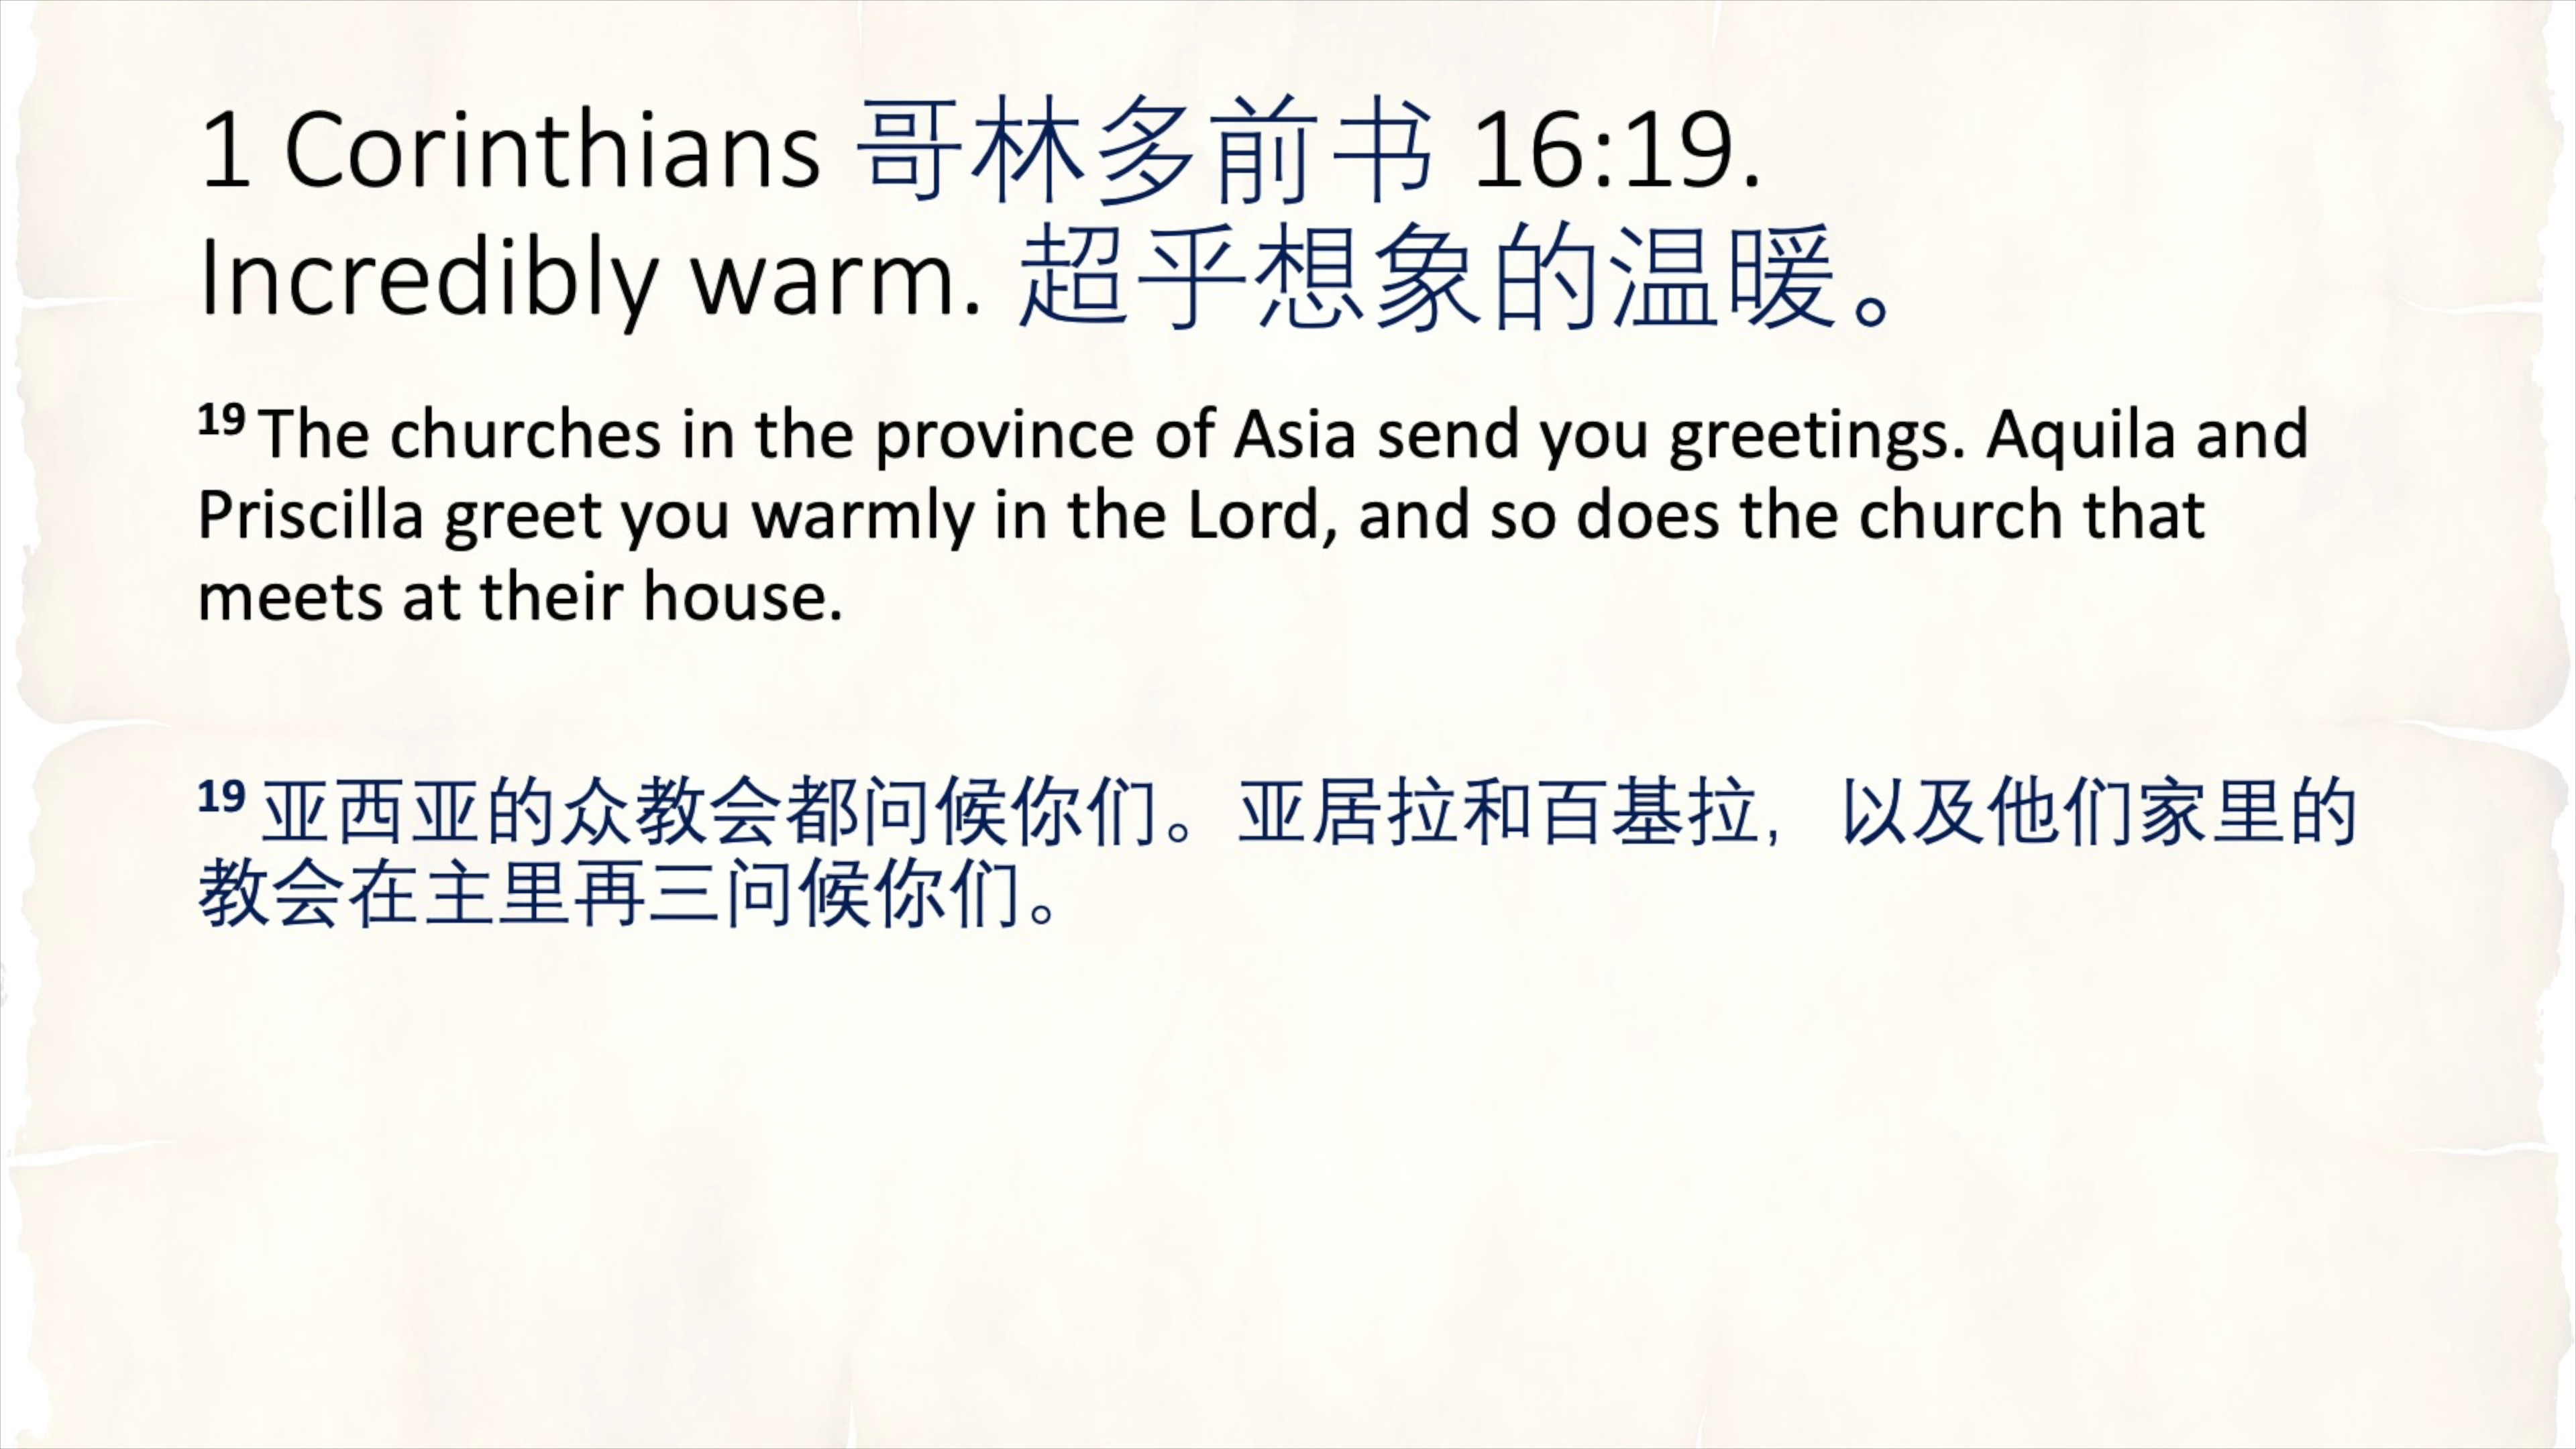 1 Corinthians 哥林多前书 16:19.
Incredibly warm. 超乎想象的温暖。
19 The churches in the province of Asia send you greetings. Aquila and
Priscilla greet you warmly in the Lord, and so does the church that
meets at their house.
19 亚西亚的众教会都问候你们。亚居拉和百基拉，以及他们家里的
教会在主里再三问候你们。